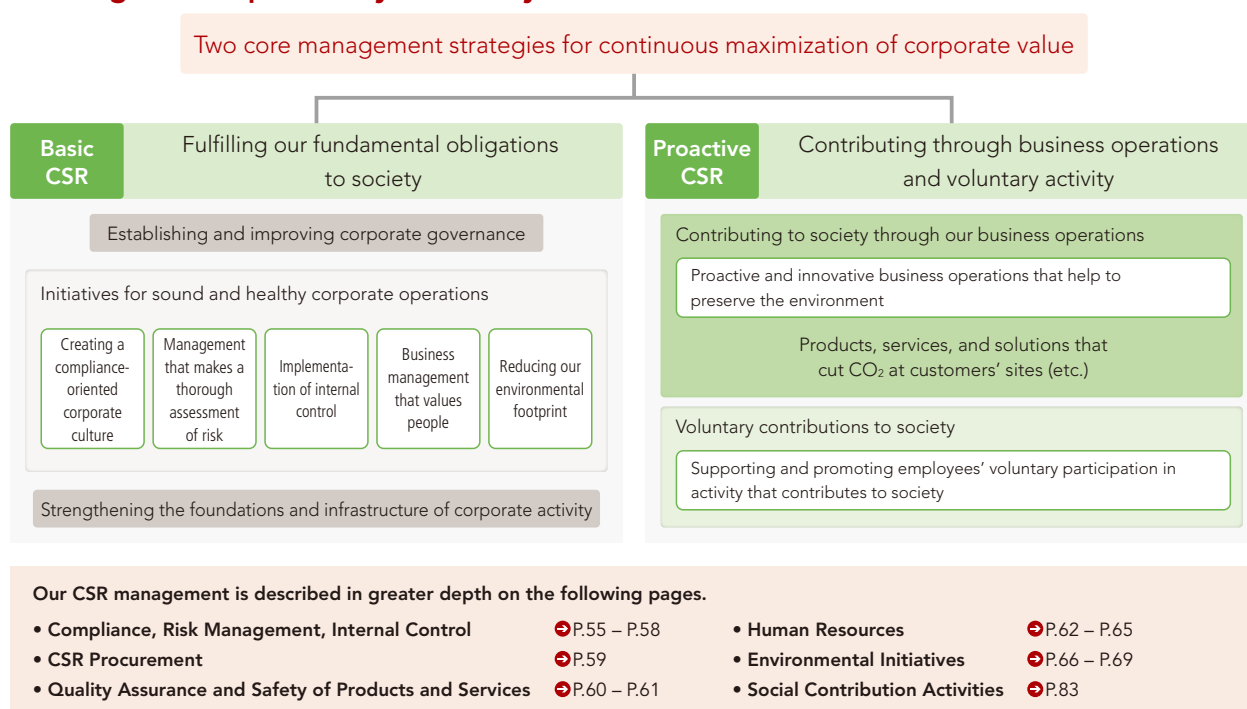 Two core management strategies for continuous maximization of corporate value
Basic
CSR
Fulfilling our fundamental obligations
to society
Establishing and improving corporate governance
Initiatives for sound and healthy corporate operations
Creating a
compliance-
oriented
corporate
culture
Management
that makes a
thorough
assessment
of risk
Implementa-
tion of internal
control
Business
management
that values
people
Reducing our
environmental
footprint
Strengthening the foundations and infrastructure of corporate activity
Proactive
CSR
Contributing through business operations
and voluntary activity
Contributing to society through our business operations
Proactive and innovative business operations that help to
preserve the environment
Products, services, and solutions that
cut CO₂ at customers’ sites (etc.)
Voluntary contributions to society
Supporting and promoting employees’ voluntary participation in
activity that contributes to society
Our CSR management is described in greater depth on the following pages.
• Compliance, Risk Management, Internal Control P.55 – P.58
• CSR Procurement P.59
• Quality Assurance and Safety of Products and Services P.60 – P.61
• Human Resources P.62 – P.65
• Environmental Initiatives P.66 – P.69
• Social Contribution Activities P.83